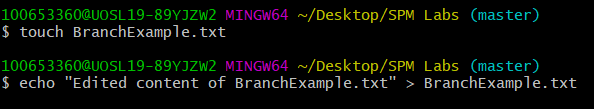 100653360@UOSL19-89YJZW2 MINGW64 ~/Desktop/SPM Labs (master)
$ touch BranchExample.txt
100653360@UOSL19-89YJZW2 MINGW64 ~/Desktop/SPM Labs (master)
$ echo "Edited content of BranchExample.txt" > BranchExample.txt